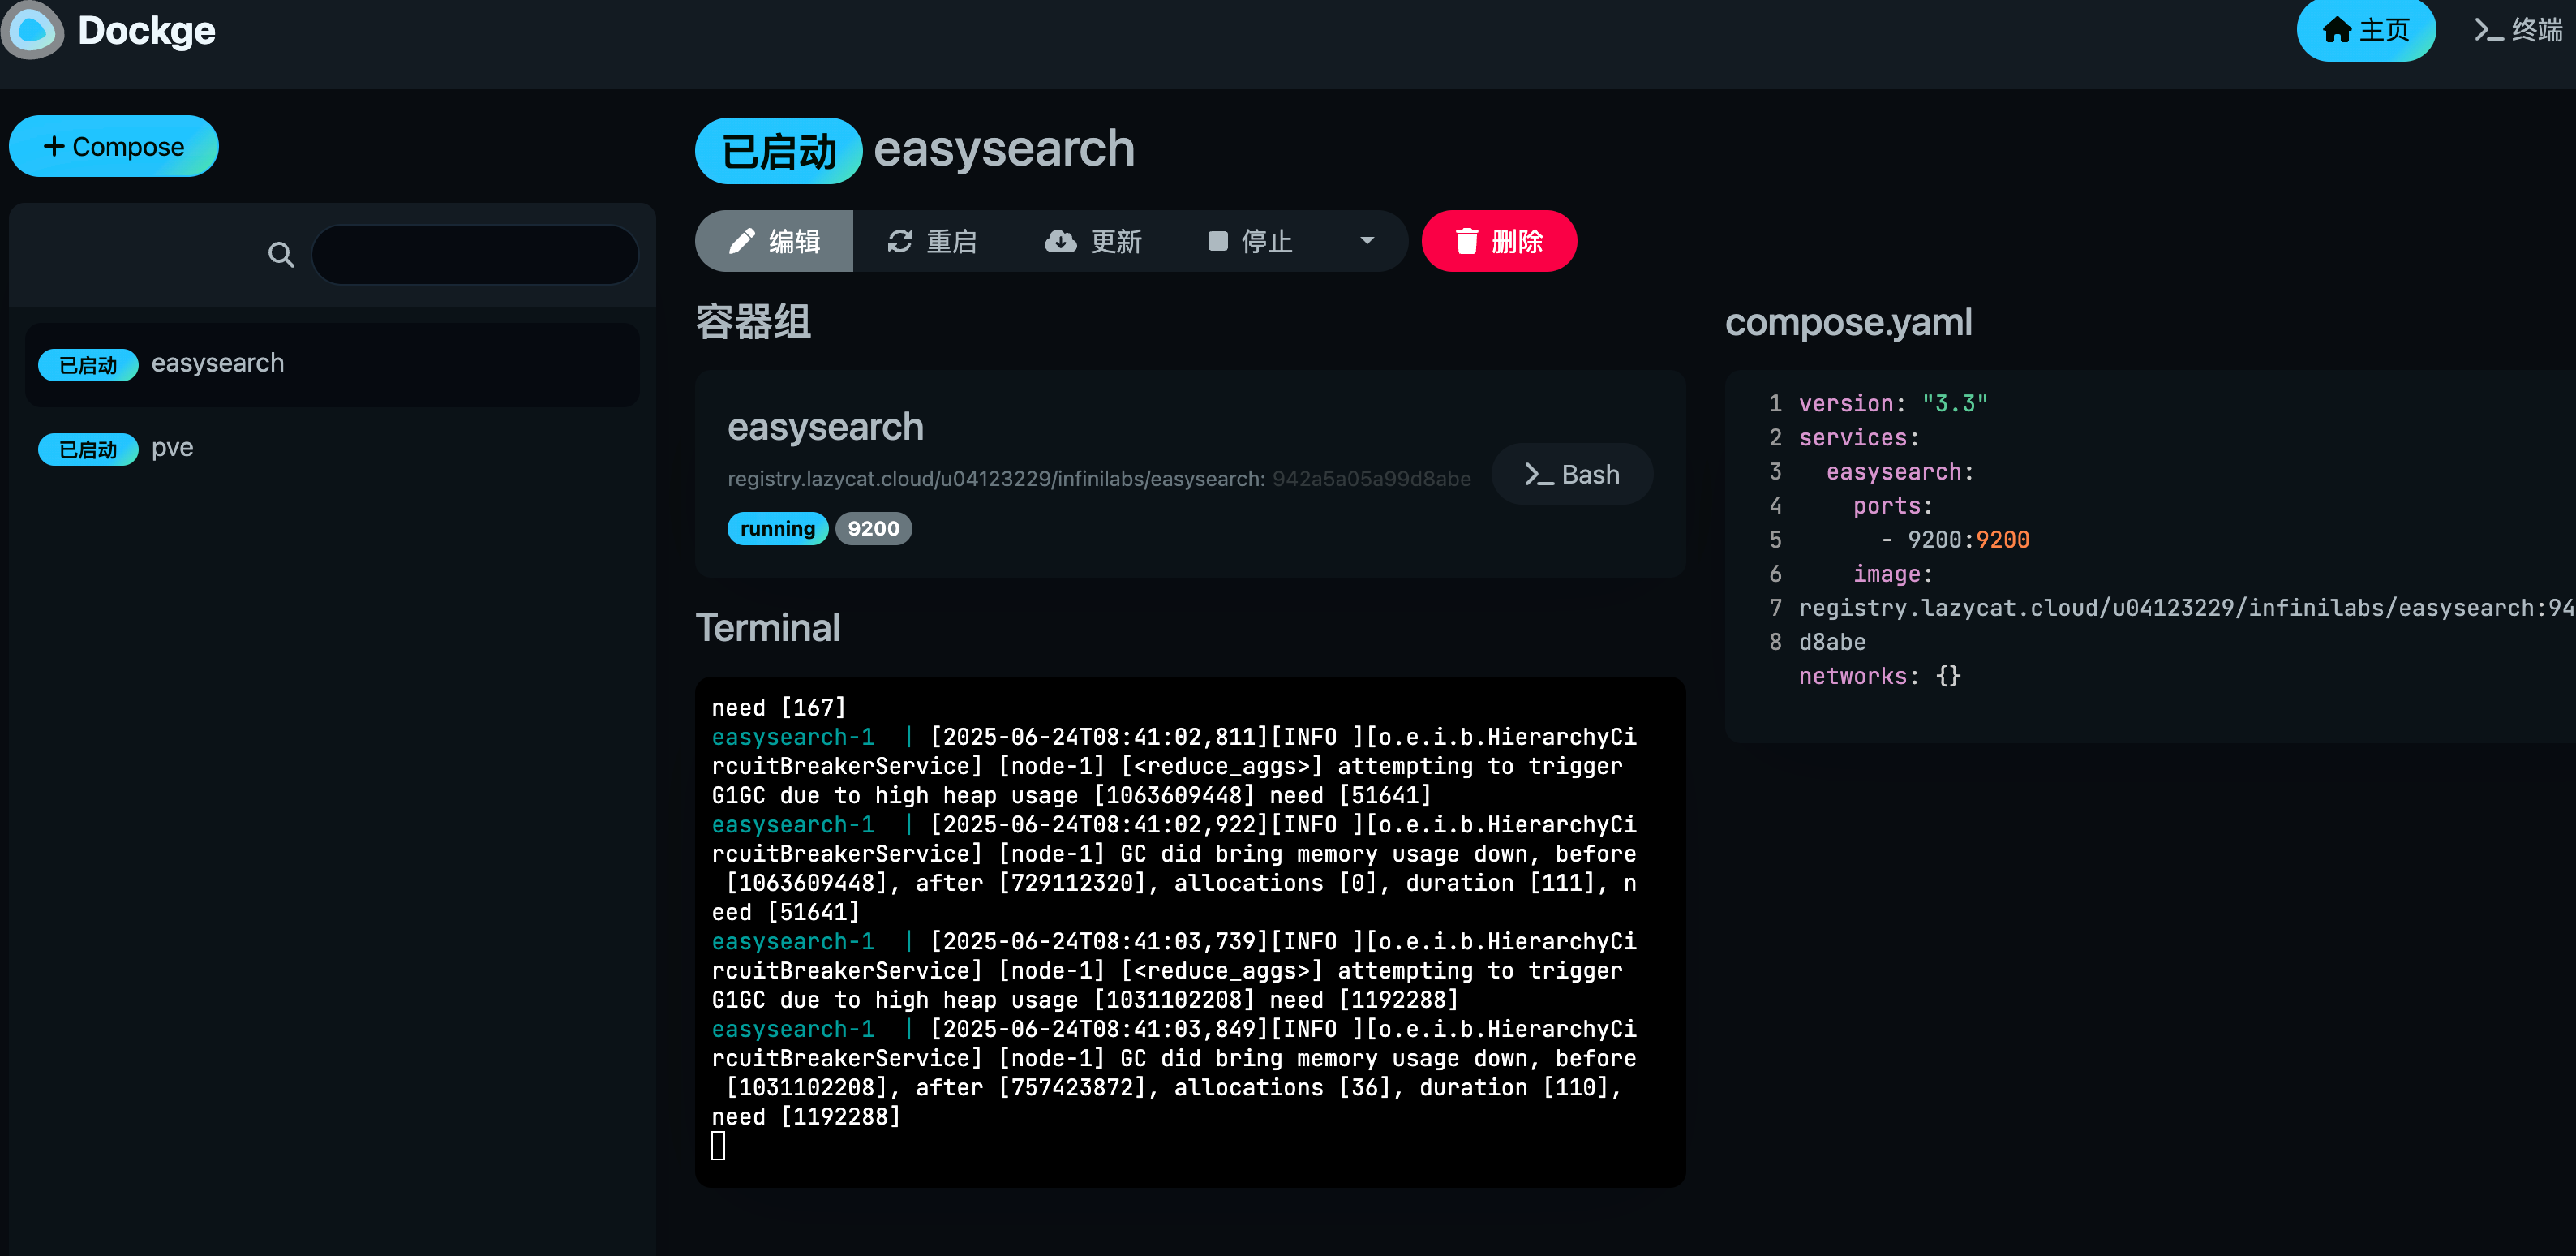 Dockge
主页
终端
+ Compose
已启动 easysearch
编辑 重启 更新 停止 删除
已启动 easysearch
已启动 pve
容器组
easysearch
registry.lazycat.cloud/u04123229/infinilabs/easysearch: 942a5a05a99d8abe
>_ Bash
running 9200
Terminal
need [167]
easysearch-1  | [2025-06-24T08:41:02,811][INFO ][o.e.i.b.HierarchyCi
rcuitBreakerService] [node-1] [<reduce_aggs>] attempting to trigger
G1GC due to high heap usage [1063609448] need [51641]
easysearch-1  | [2025-06-24T08:41:02,922][INFO ][o.e.i.b.HierarchyCi
rcuitBreakerService] [node-1] GC did bring memory usage down, before
[1063609448], after [729112320], allocations [0], duration [111], n
eed [51641]
easysearch-1  | [2025-06-24T08:41:03,739][INFO ][o.e.i.b.HierarchyCi
rcuitBreakerService] [node-1] [<reduce_aggs>] attempting to trigger
G1GC due to high heap usage [1031102208] need [1192288]
easysearch-1  | [2025-06-24T08:41:03,849][INFO ][o.e.i.b.HierarchyCi
rcuitBreakerService] [node-1] GC did bring memory usage down, before
[1031102208], after [757423872], allocations [36], duration [110],
need [1192288]
compose.yaml
1 version: "3.3"
2 services:
3   easysearch:
4     ports:
5       - 9200:9200
6     image:
7 registry.lazycat.cloud/u04123229/infinilabs/easysearch:94
8 d8abe
networks: {}